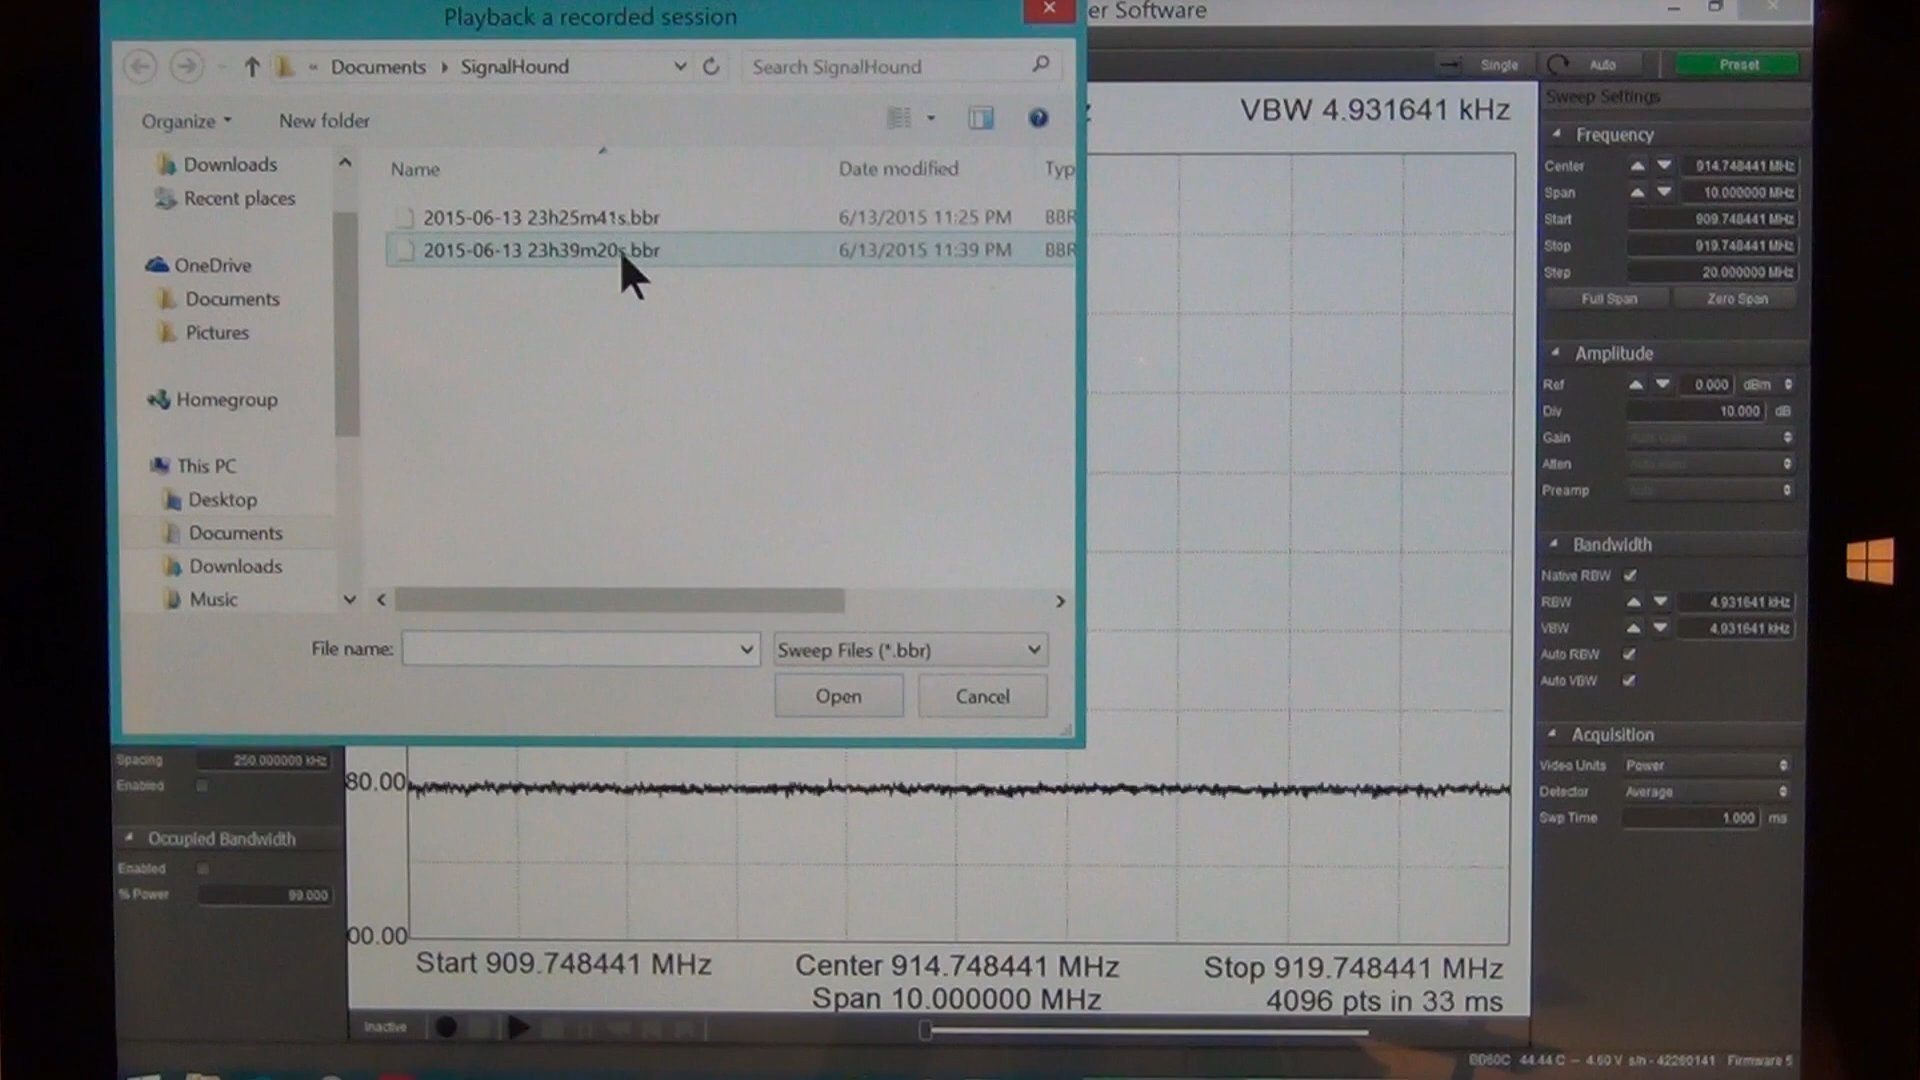 Playback a recorded session
er Software
Documents SignalHound
Search SignalHound
Single
Auto
Preset
Organize
New folder
Downloads
Recent places
OneDrive
Documents
Pictures
Homegroup
This PC
Desktop
Documents
Downloads
Music
Name
Date modified
Typ
2015-06-13 23h25m41s.bbr
6/13/2015 11:25 PM
BBR
2015-06-13 23h39m20s.bbr
6/13/2015 11:39 PM
BBR
File name:
Sweep Files (*.bbr)
Open
Cancel
VBW 4.931641 kHz
Sweep Settings
Frequency
Center 914.748441 MHz
Span 10.000000 MHz
Start 909.748441 MHz
Stop 919.748441 MHz
Step 20.000000 MHz
Full Span
Zero Span
Amplitude
Ref 0.000 dBm
Div 10.000 dB
Gain
Atten
Preamp
Bandwidth
Native RBW
RBW 4.931641 kHz
VBW 4.931641 kHz
Auto RBW
Auto VBW
Acquisition
Video Units Power
Detector Average
Swp Time 1.000 ms
Spacing 250.000000 kHz
Enabled
Occupied Bandwidth
Enabled
% Power 99.000
80.00
00.00
Start 909.748441 MHz
Center 914.748441 MHz
Stop 919.748441 MHz
Span 10.000000 MHz
4096 pts in 33 ms
Inactive
BB60C 44.44 C -- 4.60 V s/n - 42260141 Firmware 5